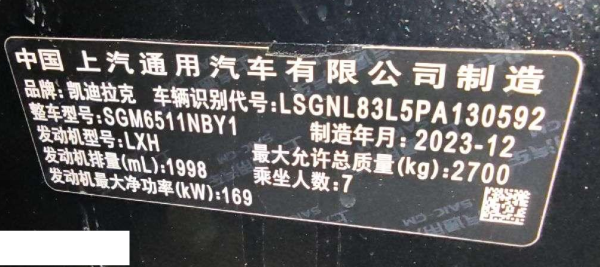 中国 上汽通用汽车有限公司制造
品牌:凯迪拉克 车辆识别代号:LSGNL83L5PA130592
整车型号:SGM6511NBY1 制造年月:2023-12
发动机型号:LXH 最大允许总质量(kg):2700
发动机排量(mL):1998 乘坐人数:7
发动机最大净功率(kW):169